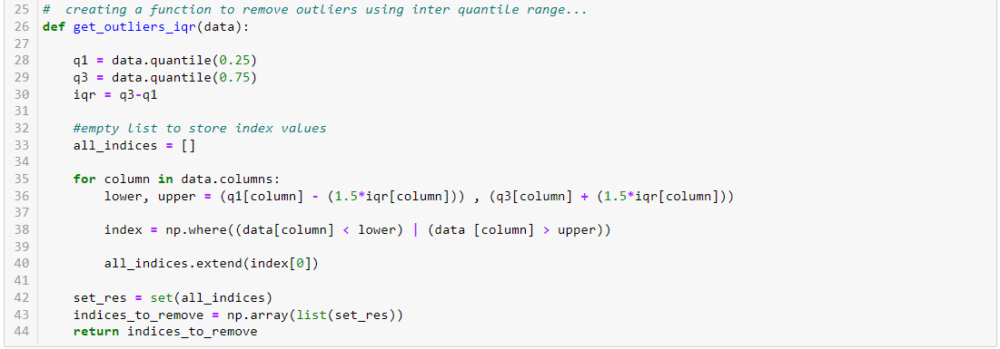 25 #  creating a function to remove outliers using inter quantile range...
26 def get_outliers_iqr(data):
27
28     q1 = data.quantile(0.25)
29     q3 = data.quantile(0.75)
30     iqr = q3-q1
31
32     #empty list to store index values
33     all_indices = []
34
35     for column in data.columns:
36         lower, upper = (q1[column] - (1.5*iqr[column])) , (q3[column] + (1.5*iqr[column]))
37
38         index = np.where((data[column] < lower) | (data [column] > upper))
39
40         all_indices.extend(index[0])
41
42     set_res = set(all_indices)
43     indices_to_remove = np.array(list(set_res))
44     return indices_to_remove